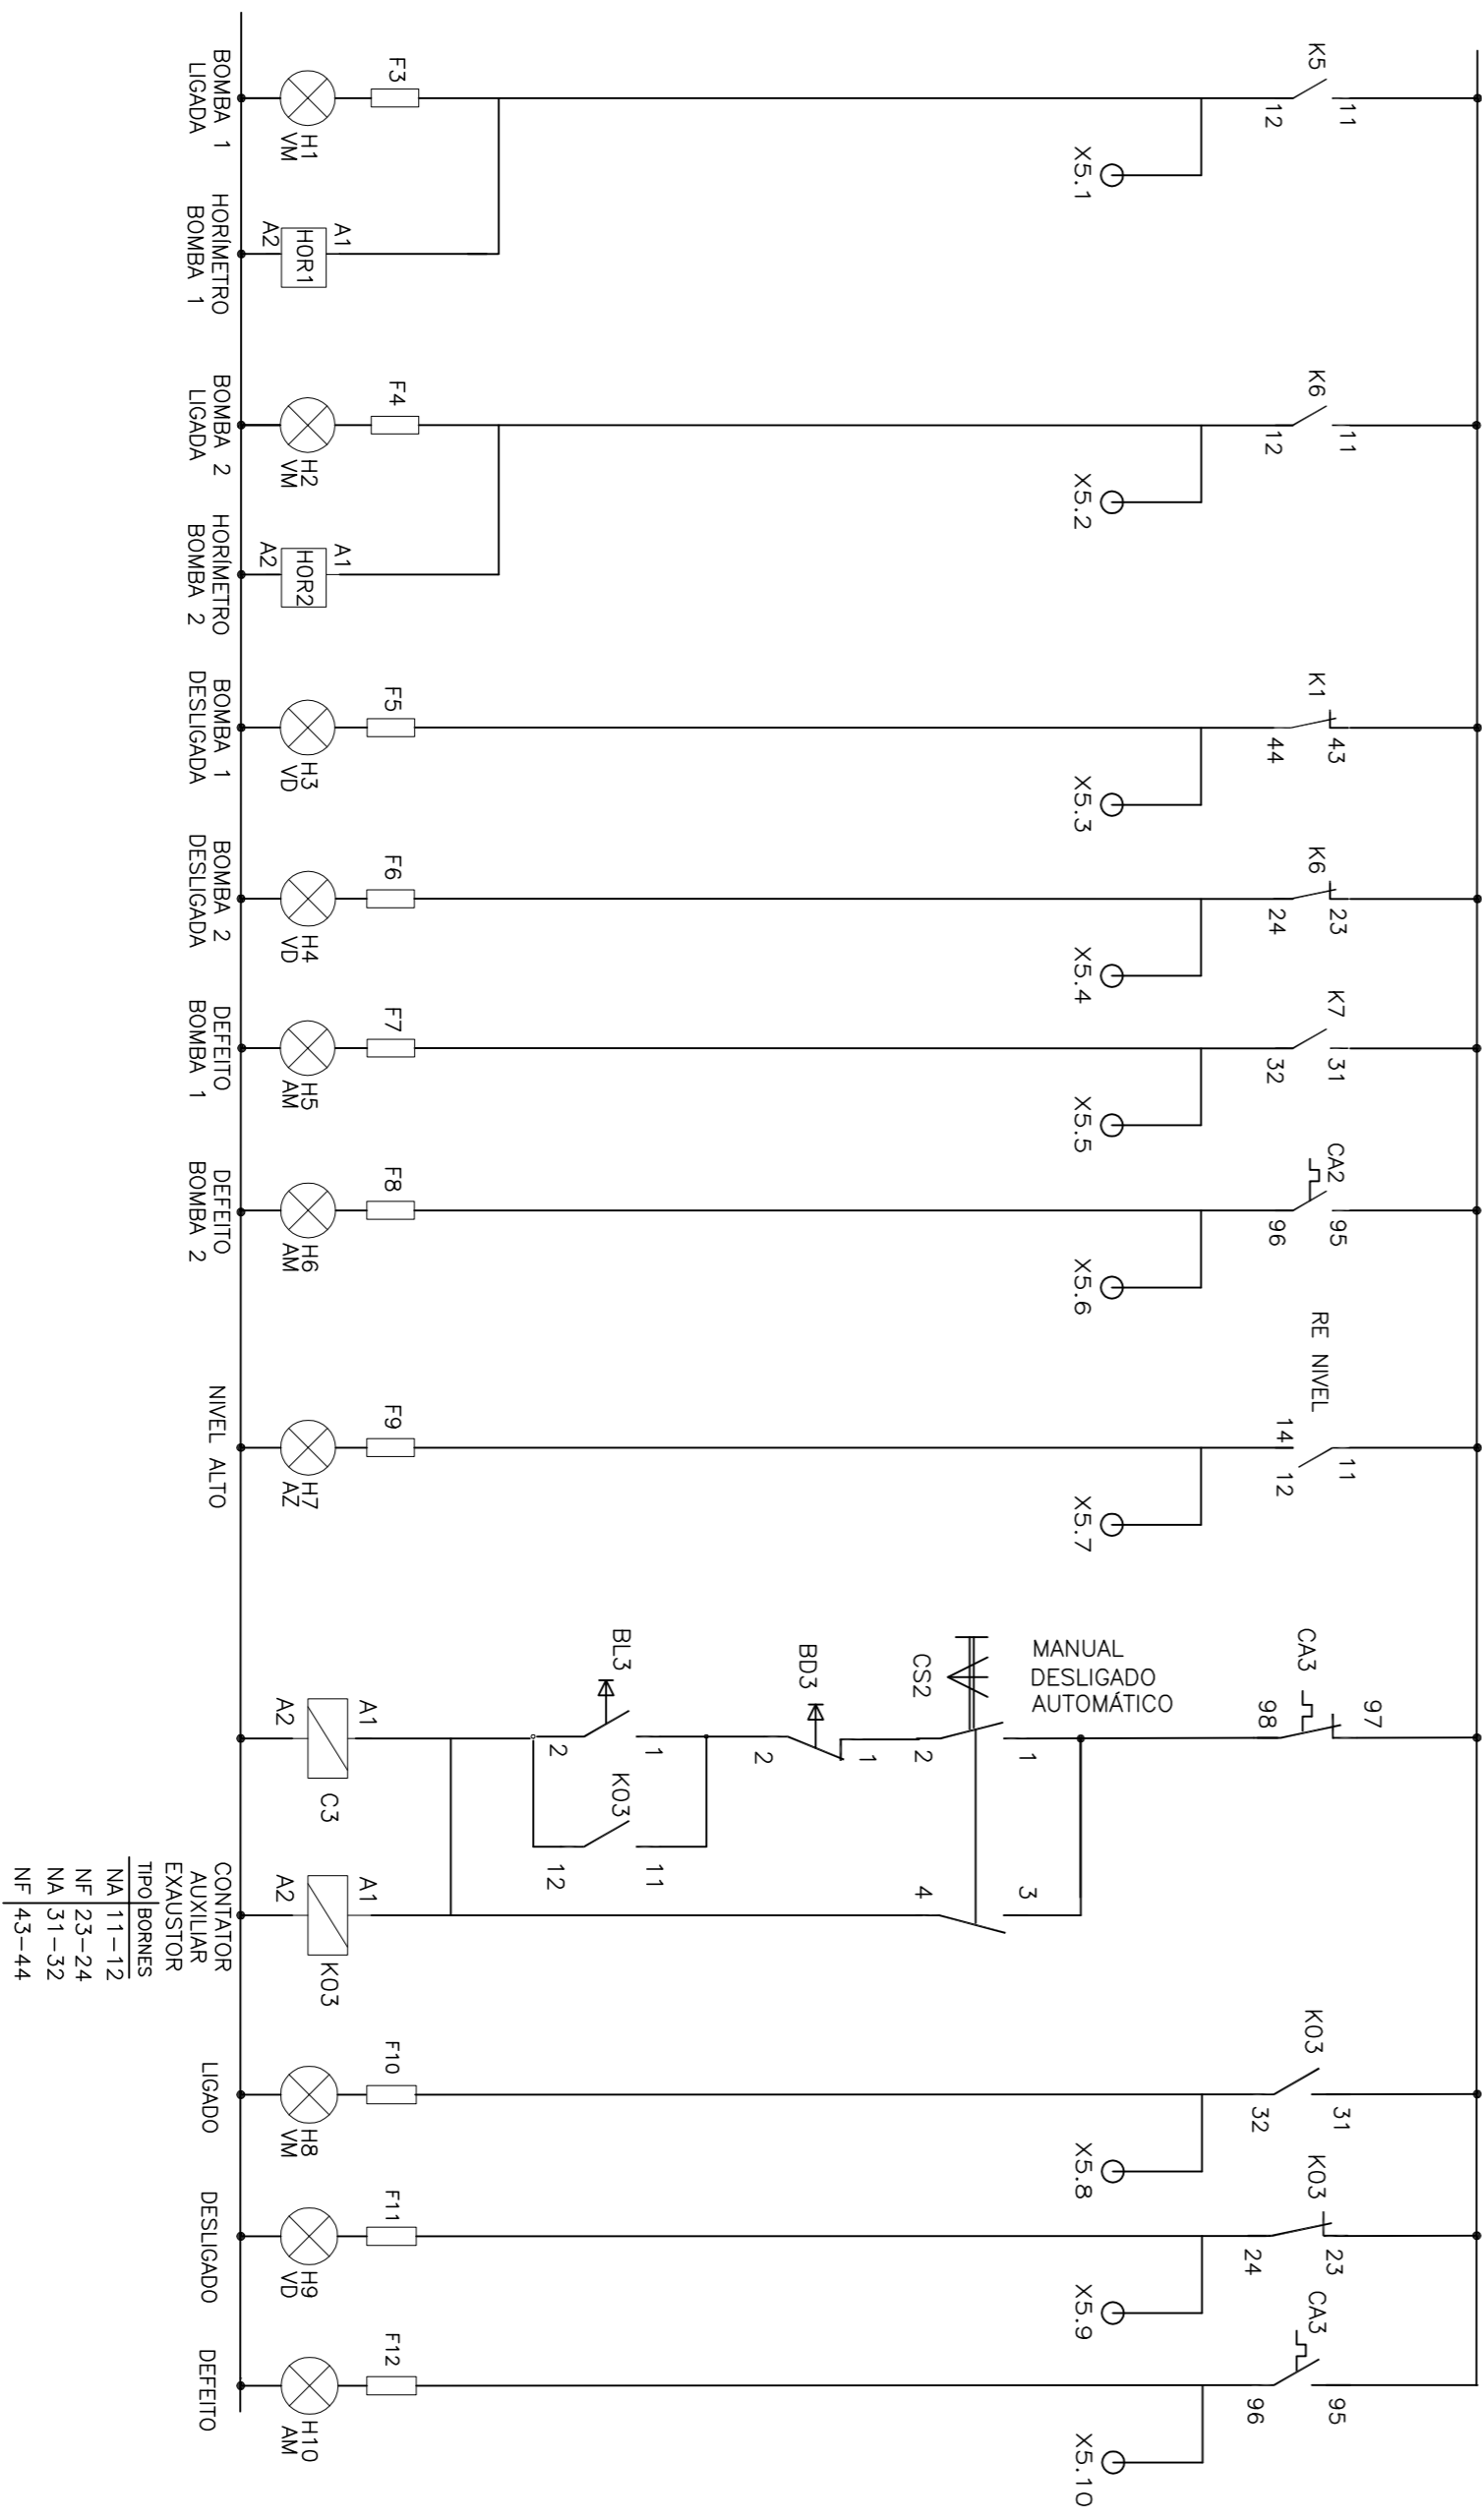 K5
11
12
X5.1
F3
H1
VM
BOMBA 1
LIGADA
A1
HOR1
A2
HORÍMETRO
BOMBA 1
K6
11
12
X5.2
F4
H2
VM
BOMBA 2
LIGADA
A1
HOR2
A2
HORÍMETRO
BOMBA 2
K1
43
44
X5.3
F5
H3
VD
BOMBA 1
DESLIGADA
K6
23
24
X5.4
F6
H4
VD
BOMBA 2
DESLIGADA
K7
31
32
X5.5
F7
H5
AM
DEFEITO
BOMBA 1
CA2
95
96
X5.6
F8
H6
AM
DEFEITO
BOMBA 2
RE NIVEL
11
14
12
X5.7
F9
H7
AZ
NIVEL ALTO
CA3
97
98
MANUAL
DESLIGADO
AUTOMÁTICO
CS2
1
2
3
4
BD3
1
2
BL3
1
2
K03
11
12
A1
A2
C3
A1
A2
K03
CONTATOR
AUXILIAR
EXAUSTOR
TIPO BORNES
NA 11-12
NF 23-24
NA 31-32
NF 43-44
K03
31
32
X5.8
F10
H8
VM
LIGADO
K03
23
24
X5.9
F11
H9
VD
DESLIGADO
CA3
95
96
X5.10
F12
H10
AM
DEFEITO